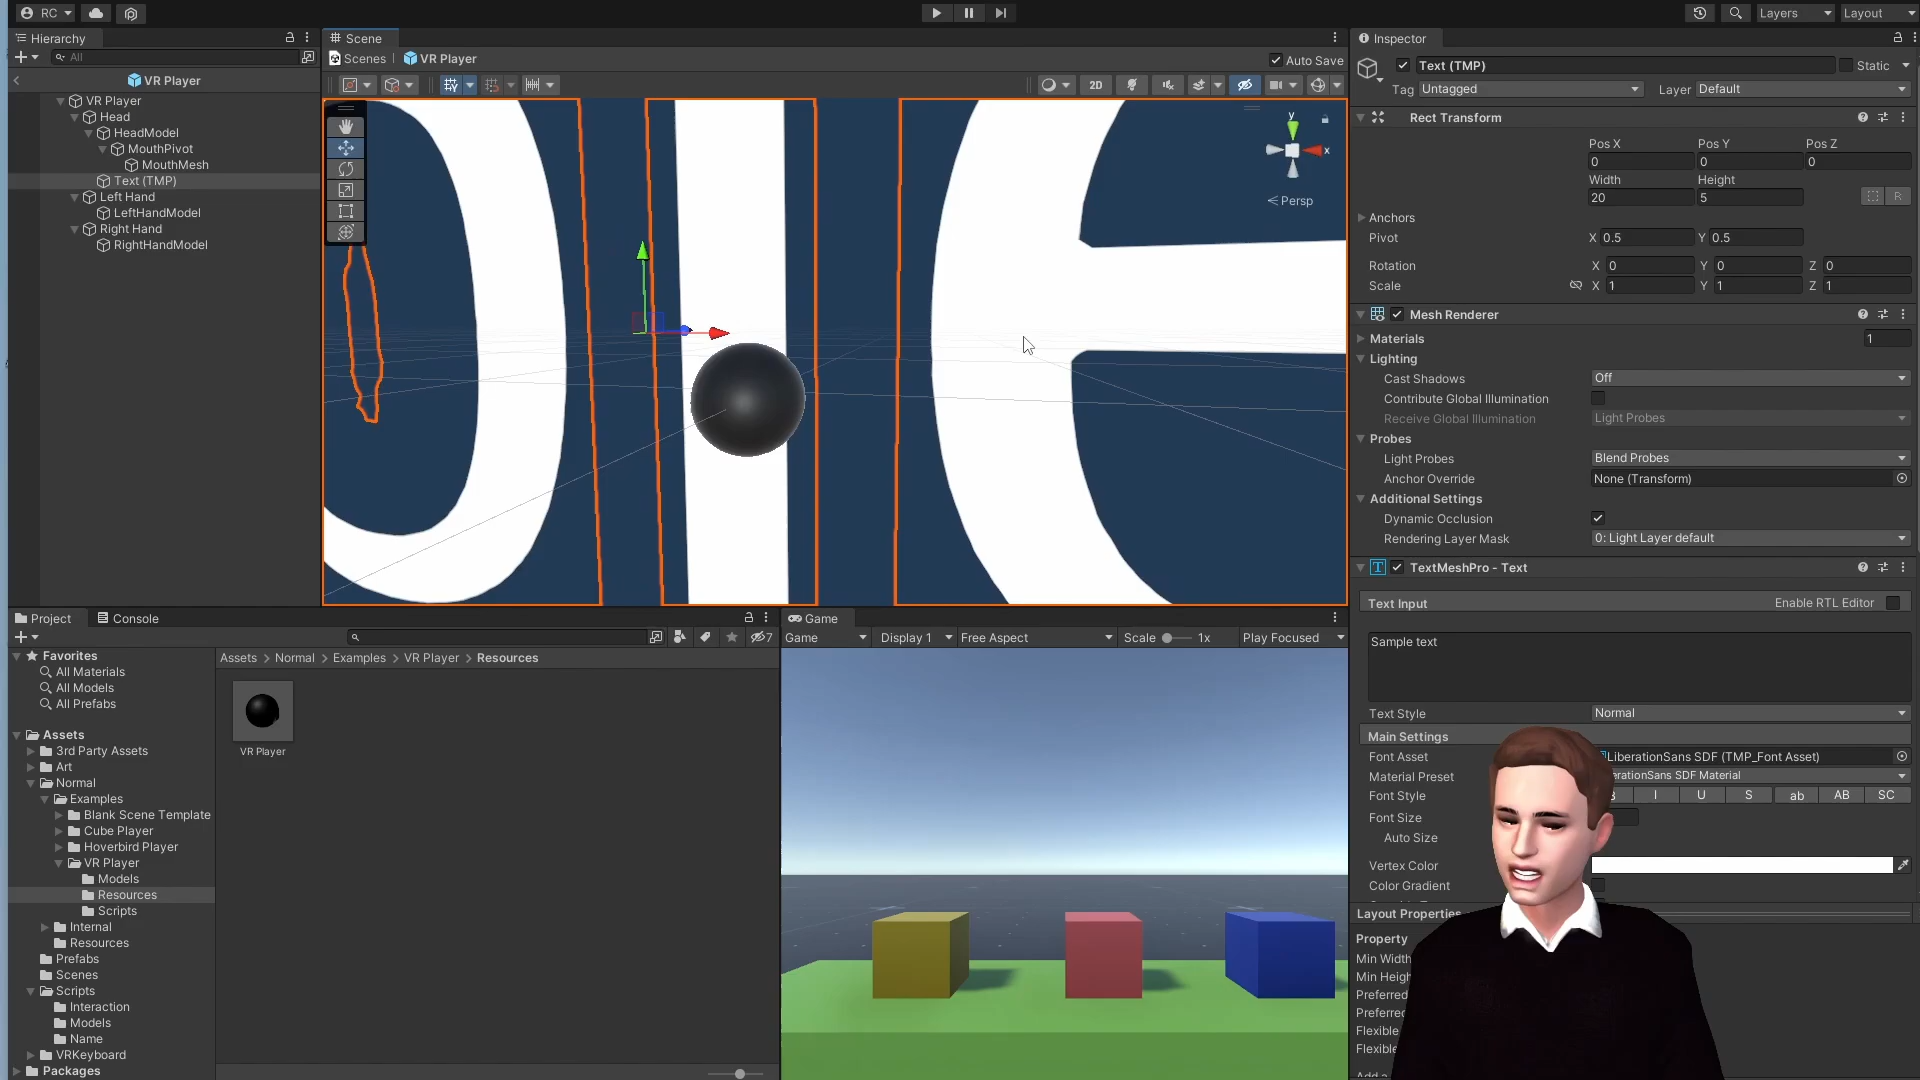 RC
Layers
Layout
Hierarchy
All
VR Player
VR Player
Head
HeadModel
MouthPivot
MouthMesh
Text (TMP)
Left Hand
LeftHandModel
Right Hand
RightHandModel
Scene
Scenes
VR Player
Auto Save
2D
y
x
Persp
Inspector
Text (TMP)
Static
Tag
Untagged
Layer
Default
Rect Transform
Pos X
Pos Y
Pos Z
0
0
0
Width
Height
20
5
R
Anchors
Pivot
X 0.5
Y 0.5
Rotation
X 0
Y 0
Z 0
Scale
X 1
Y 1
Z 1
Mesh Renderer
Materials
1
Lighting
Cast Shadows
Off
Contribute Global Illumination
Receive Global Illumination
Light Probes
Probes
Light Probes
Blend Probes
Anchor Override
None (Transform)
Additional Settings
Dynamic Occlusion
Rendering Layer Mask
0: Light Layer default
TextMeshPro - Text
Text Input
Enable RTL Editor
Sample text
Text Style
Normal
Main Settings
Font Asset
LiberationSans SDF (TMP_Font Asset)
Material Preset
erationSans SDF Material
Font Style
B
I
U
S
ab
AB
SC
Font Size
Auto Size
Vertex Color
Color Gradient
Layout Properties
Property
Min Width
Min Heigh
Preferred
Preferred
Flexible
Flexible
Project
Console
7
Favorites
All Materials
All Models
All Prefabs
Assets
3rd Party Assets
Art
Normal
Examples
Blank Scene Template
Cube Player
Hoverbird Player
VR Player
Models
Resources
Scripts
Internal
Resources
Prefabs
Scenes
Scripts
Interaction
Models
Name
VRKeyboard
Packages
Assets > Normal > Examples > VR Player > Resources
VR Player
Game
Game
Display 1
Free Aspect
Scale
1x
Play Focused